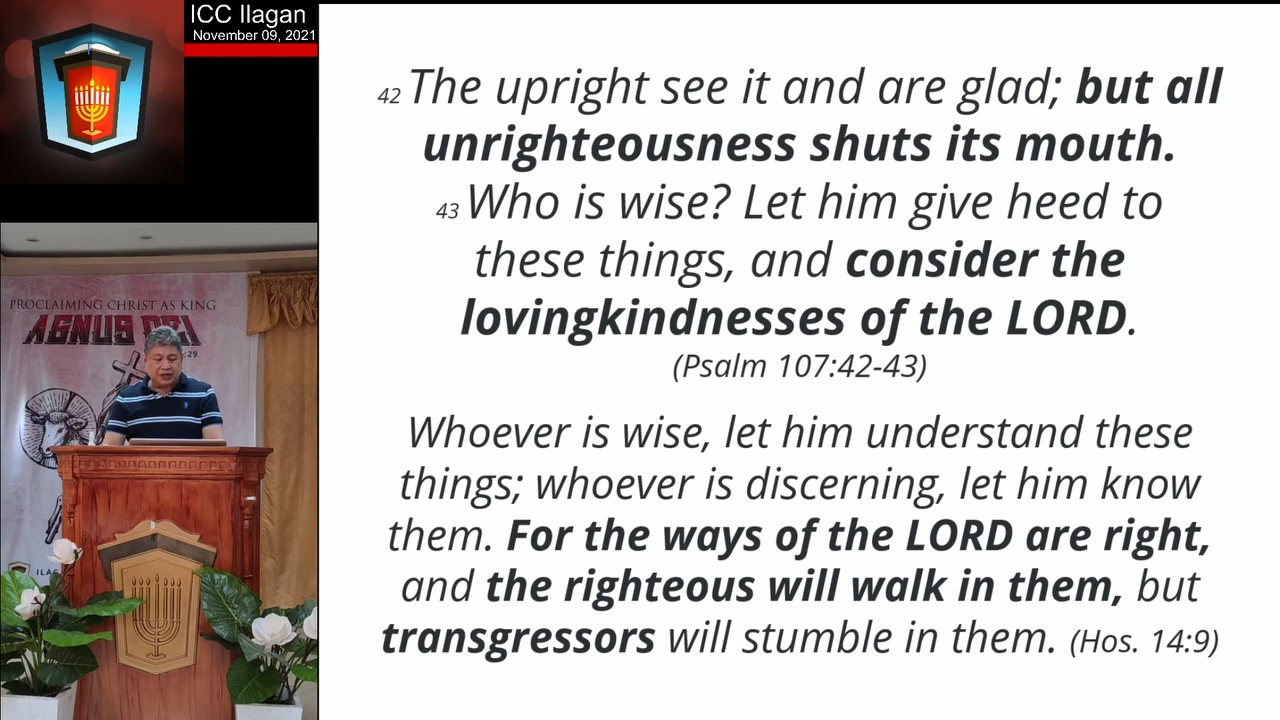 ICC Ilagan
November 09, 2021
42 The upright see it and are glad; but all
unrighteousness shuts its mouth.
43 Who is wise? Let him give heed to
these things, and consider the
lovingkindnesses of the LORD.
(Psalm 107:42-43)
Whoever is wise, let him understand these
things; whoever is discerning, let him know
them. For the ways of the LORD are right,
and the righteous will walk in them, but
transgressors will stumble in them. (Hos. 14:9)
PROCLAIMING CHRIST AS KING
AGNUS DEI
:29